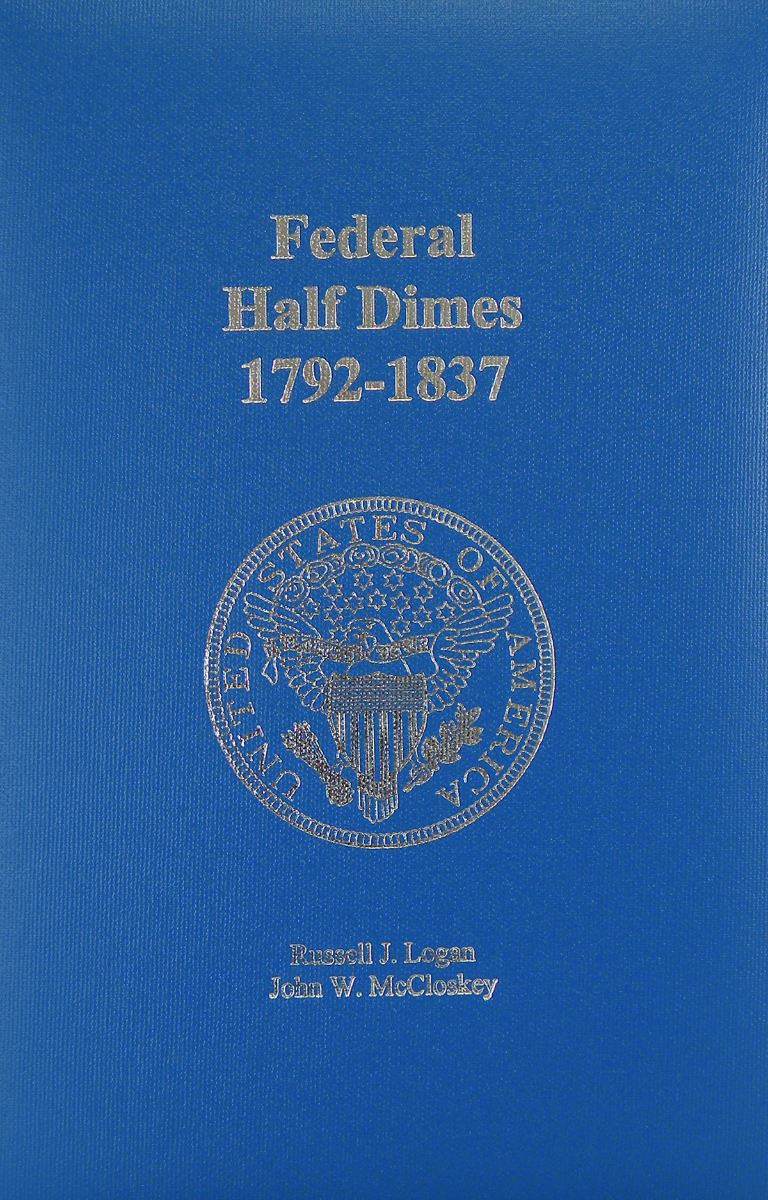 Federal
Half Dimes
1792-1837
UNITED STATES OF AMERICA
Russell J. Logan
John W. McCloskey